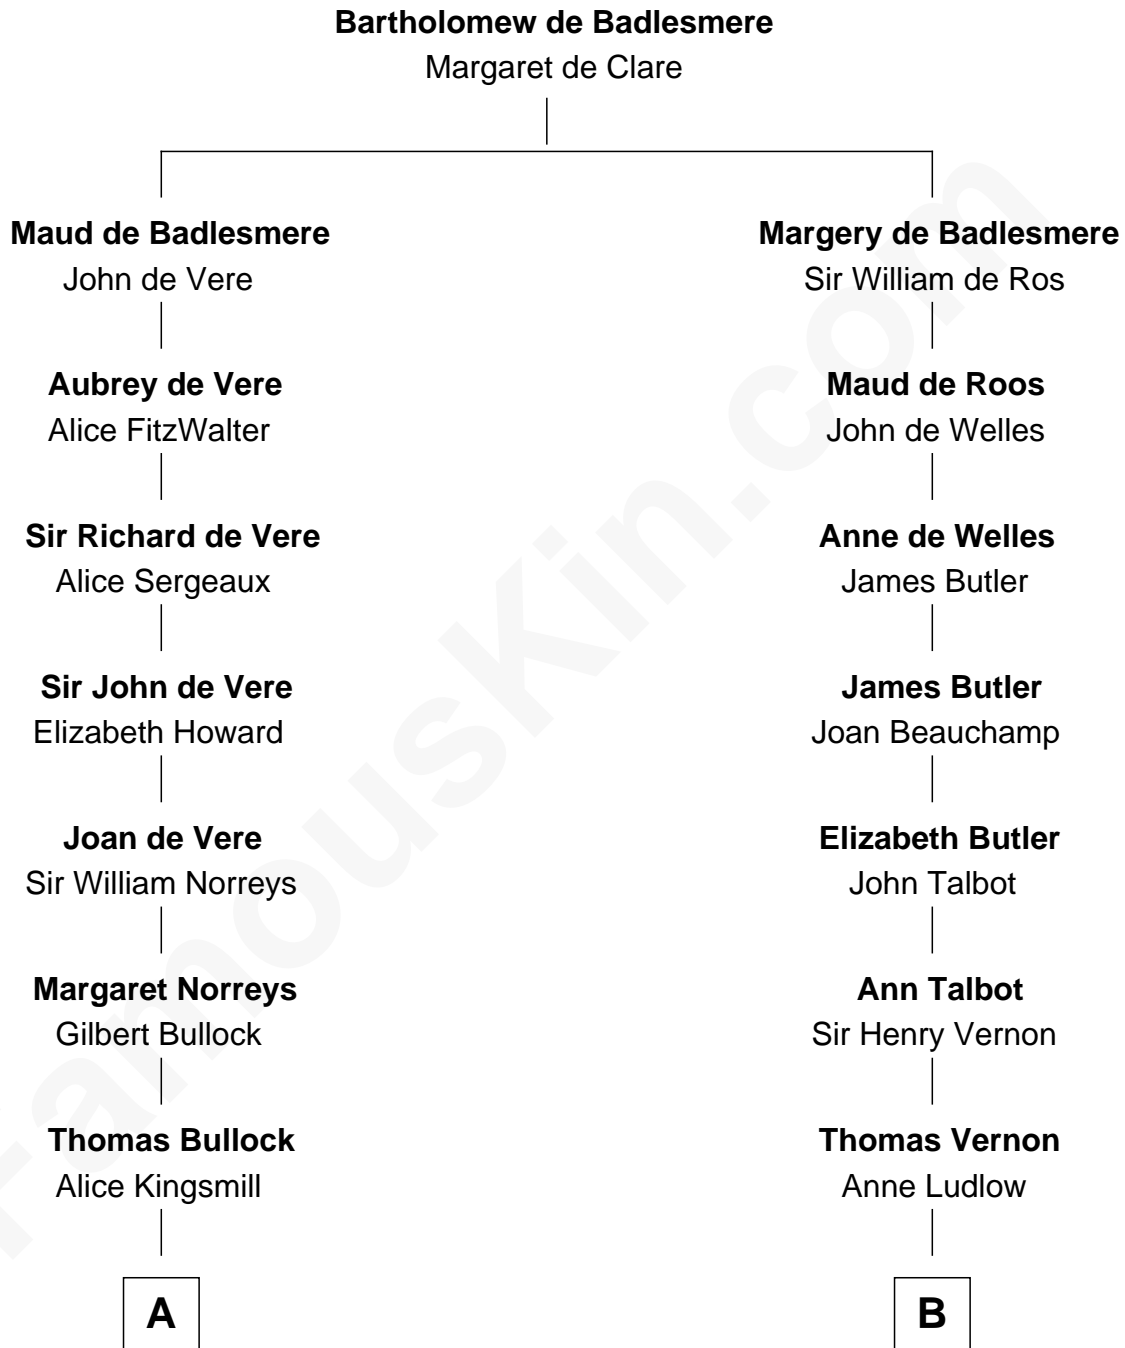 Bartholomew de Badlesmere
Margaret de Clare
Maud de Badlesmere
John de Vere
Margery de Badlesmere
Sir William de Ros
Aubrey de Vere
Alice FitzWalter
Maud de Roos
John de Welles
Sir Richard de Vere
Alice Sergeaux
Anne de Welles
James Butler
Sir John de Vere
Elizabeth Howard
James Butler
Joan Beauchamp
Joan de Vere
Sir William Norreys
Elizabeth Butler
John Talbot
Margaret Norreys
Gilbert Bullock
Ann Talbot
Sir Henry Vernon
Thomas Bullock
Alice Kingsmill
Thomas Vernon
Anne Ludlow
A
B
FamousKin.com